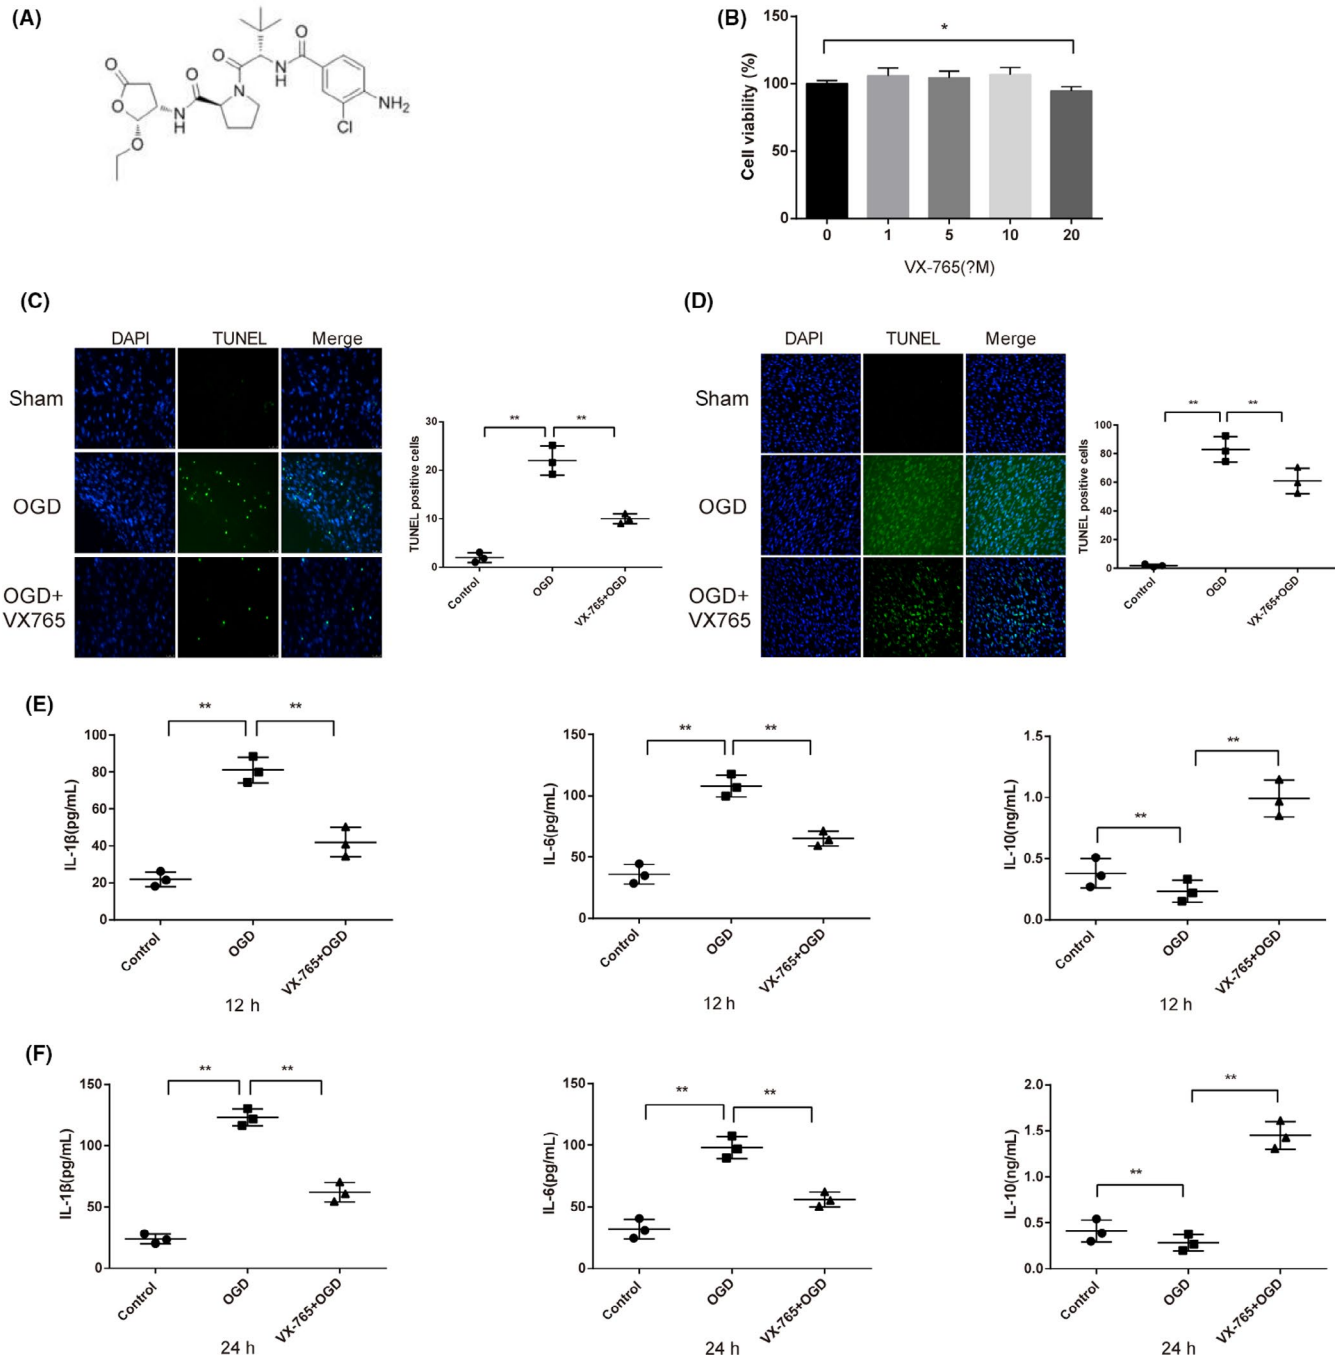 (A)
O
O
O
O
O
O
N
N
H
N
H
NH2
Cl
(B)
*
Cell viability (%)
150
100
50
0
0 1 5 10 20
VX-765(?M)
(C)
DAPI TUNEL Merge
Sham
OGD
OGD+
VX765
** **
TUNEL positive cells
30
20
10
0
Control OGD VX-765+OGD
(D)
DAPI TUNEL Merge
Sham
OGD
OGD+
VX765
** **
TUNEL positive cells
100
80
60
40
20
0
Control OGD VX-765+OGD
(E)
** **
IL-1β(pg/mL)
100
80
60
40
20
0
Control OGD VX-765+OGD
12 h
** **
IL-6(pg/mL)
150
100
50
0
Control OGD VX-765+OGD
12 h
** **
IL-10(ng/mL)
1.5
1.0
0.5
0.0
Control OGD VX-765+OGD
12 h
(F)
** **
IL-1β(pg/mL)
150
100
50
0
Control OGD VX-765+OGD
24 h
** **
IL-6(pg/mL)
150
100
50
0
Control OGD VX-765+OGD
24 h
** **
IL-10(ng/mL)
2.0
1.5
1.0
0.5
0.0
Control OGD VX-765+OGD
24 h